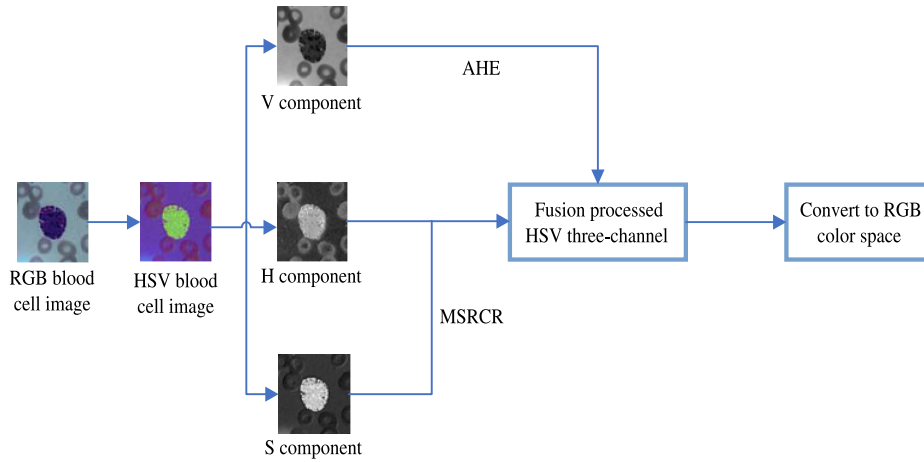 V component
AHE
RGB blood
cell image
HSV blood
cell image
H component
Fusion processed
HSV three-channel
Convert to RGB
color space
MSRCR
S component